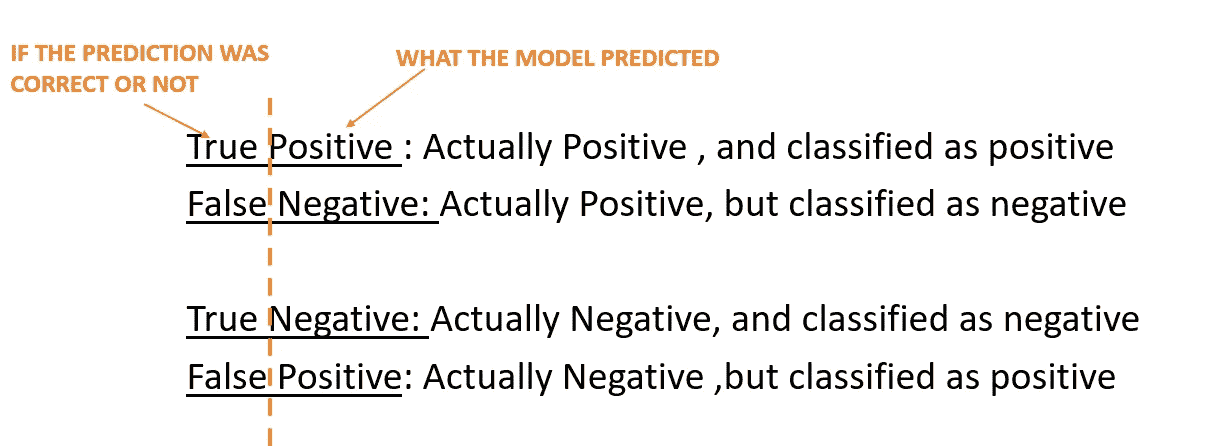 IF THE PREDICTION WAS
CORRECT OR NOT
WHAT THE MODEL PREDICTED
True Positive : Actually Positive , and classified as positive
False Negative: Actually Positive, but classified as negative
True Negative: Actually Negative, and classified as negative
False Positive: Actually Negative ,but classified as positive